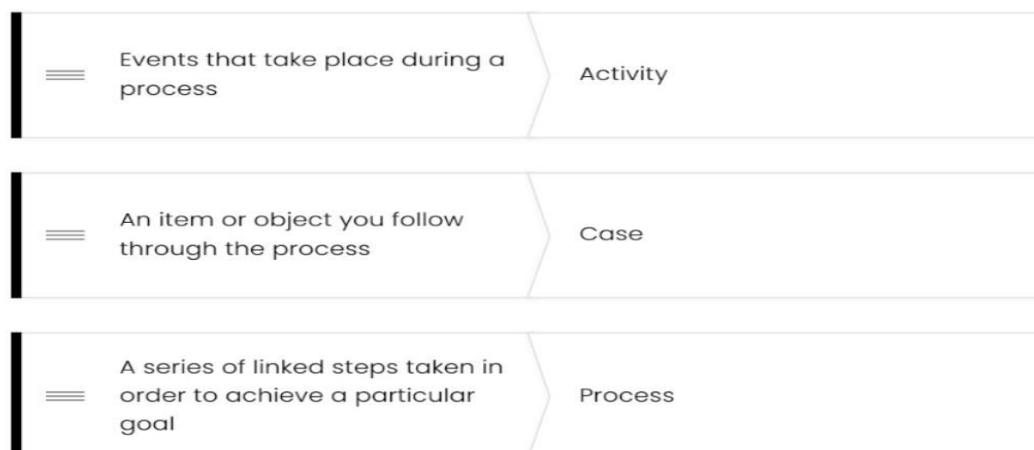 Events that take place during a
process
Activity
An item or object you follow
through the process
Case
A series of linked steps taken in
order to achieve a particular
goal
Process